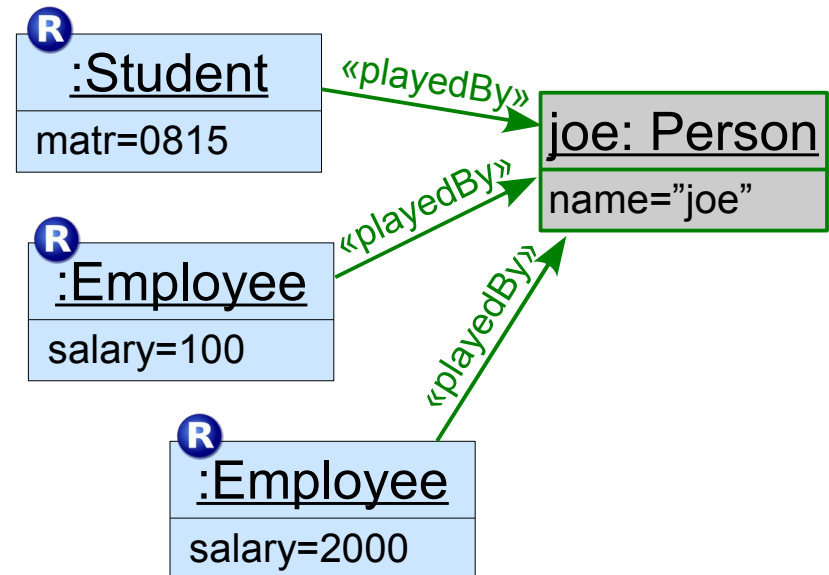 R
:Student
matr=0815
«playedBy»
joe: Person
name=”joe”
«playedBy»
R
:Employee
salary=100
«playedBy»
R
:Employee
salary=2000